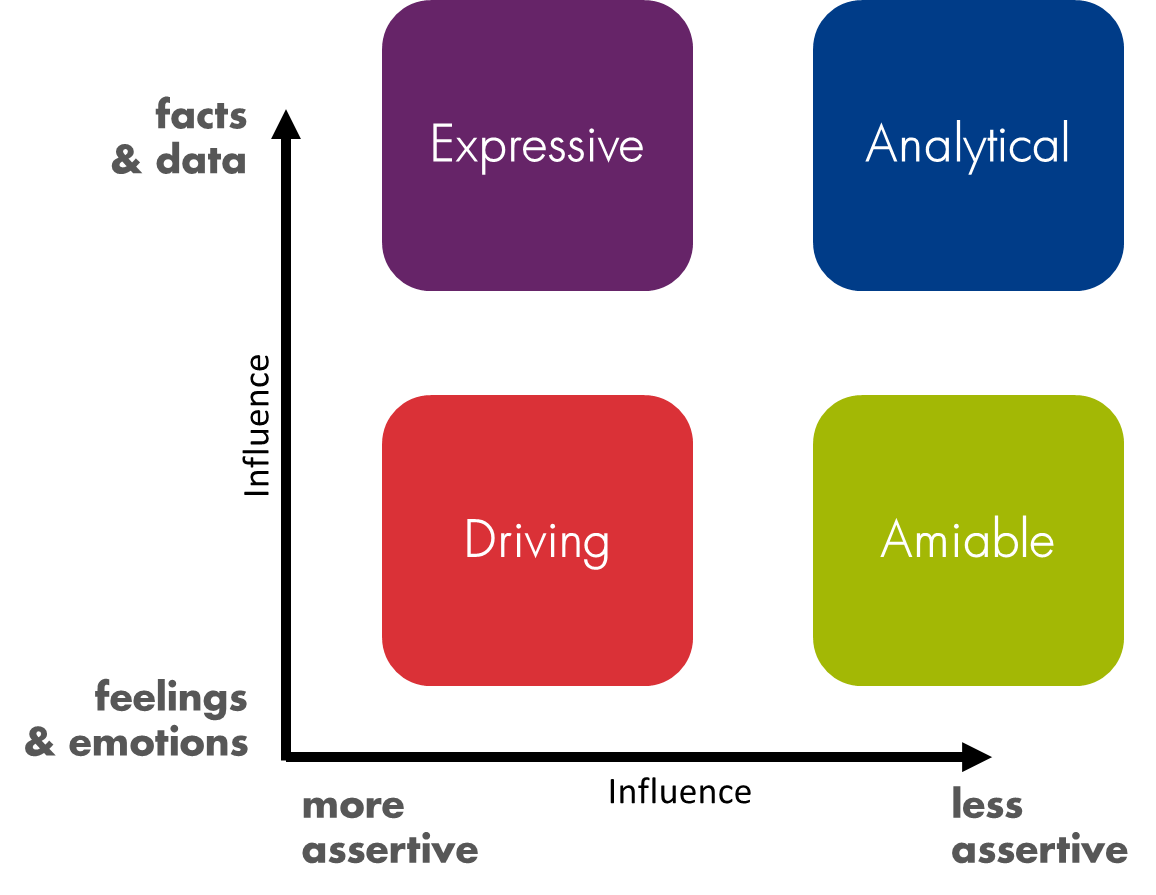 facts
& data
Expressive
Analytical
Influence
Driving
Amiable
feelings
& emotions
more
assertive
Influence
less
assertive